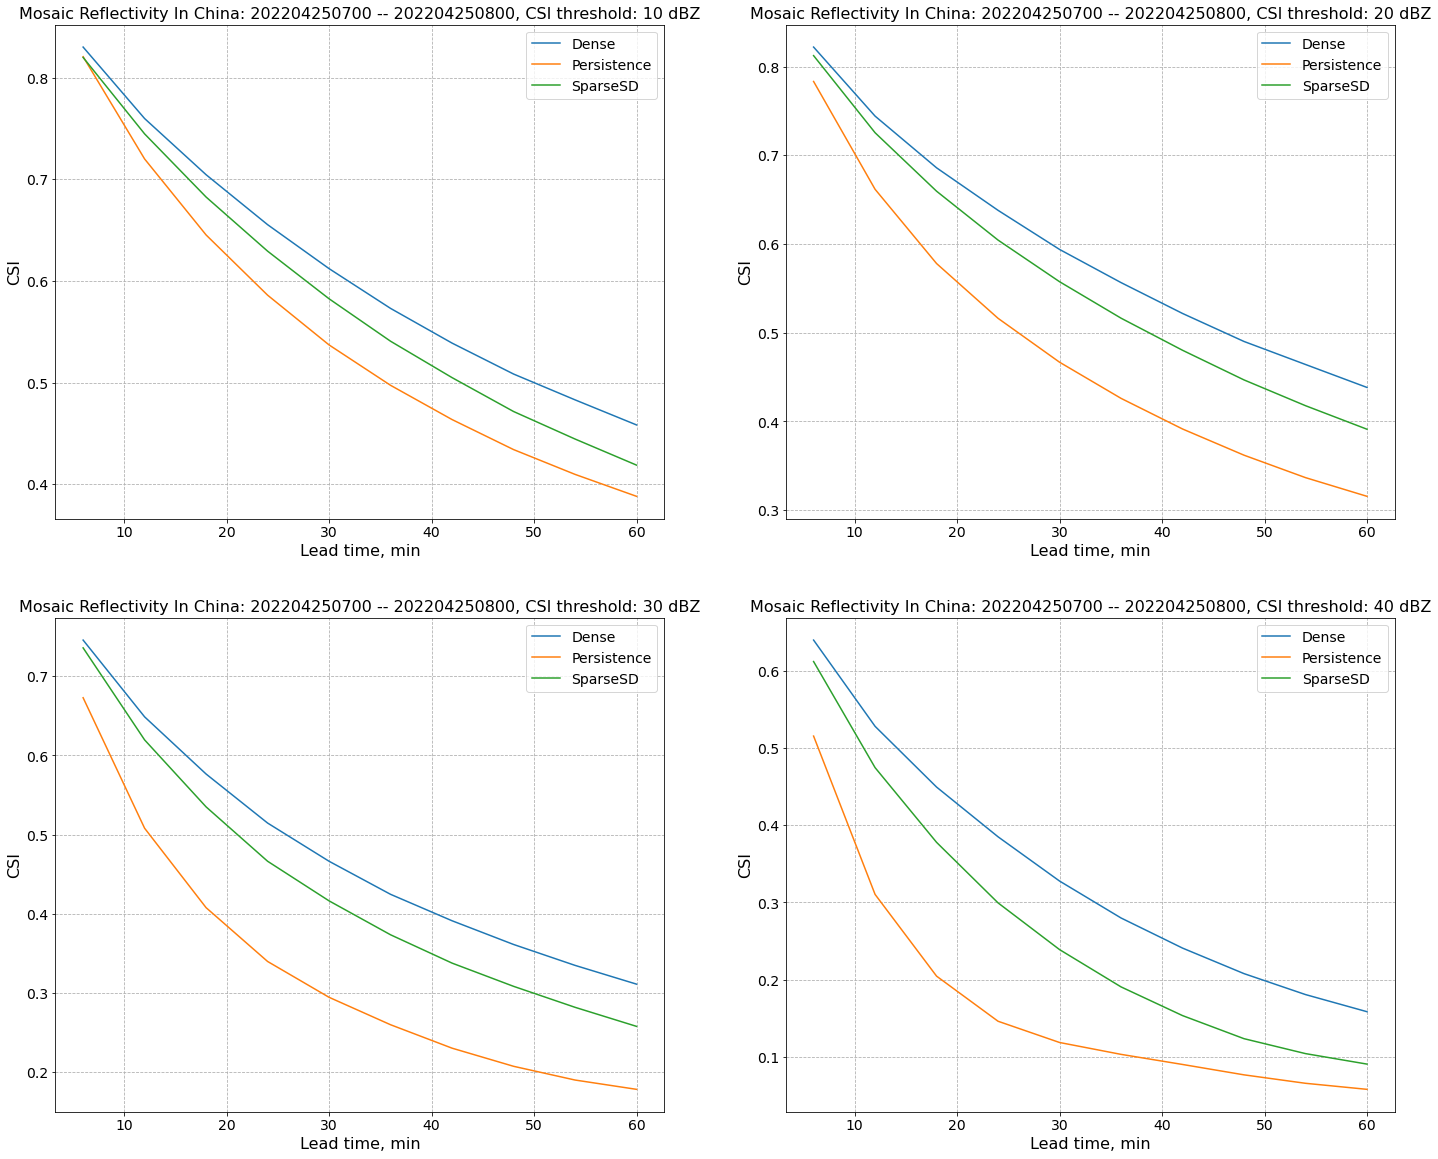 Mosaic Reflectivity In China: 202204250700 -- 202204250800, CSI threshold: 10 dBZ
Dense
Persistence
SparseSD
0.8
0.7
0.6
0.5
0.4
CSI
10 20 30 40 50 60
Lead time, min
Mosaic Reflectivity In China: 202204250700 -- 202204250800, CSI threshold: 20 dBZ
Dense
Persistence
SparseSD
0.8
0.7
0.6
0.5
0.4
0.3
CSI
10 20 30 40 50 60
Lead time, min
Mosaic Reflectivity In China: 202204250700 -- 202204250800, CSI threshold: 30 dBZ
Dense
Persistence
SparseSD
0.7
0.6
0.5
0.4
0.3
0.2
CSI
10 20 30 40 50 60
Lead time, min
Mosaic Reflectivity In China: 202204250700 -- 202204250800, CSI threshold: 40 dBZ
Dense
Persistence
SparseSD
0.6
0.5
0.4
0.3
0.2
0.1
CSI
10 20 30 40 50 60
Lead time, min